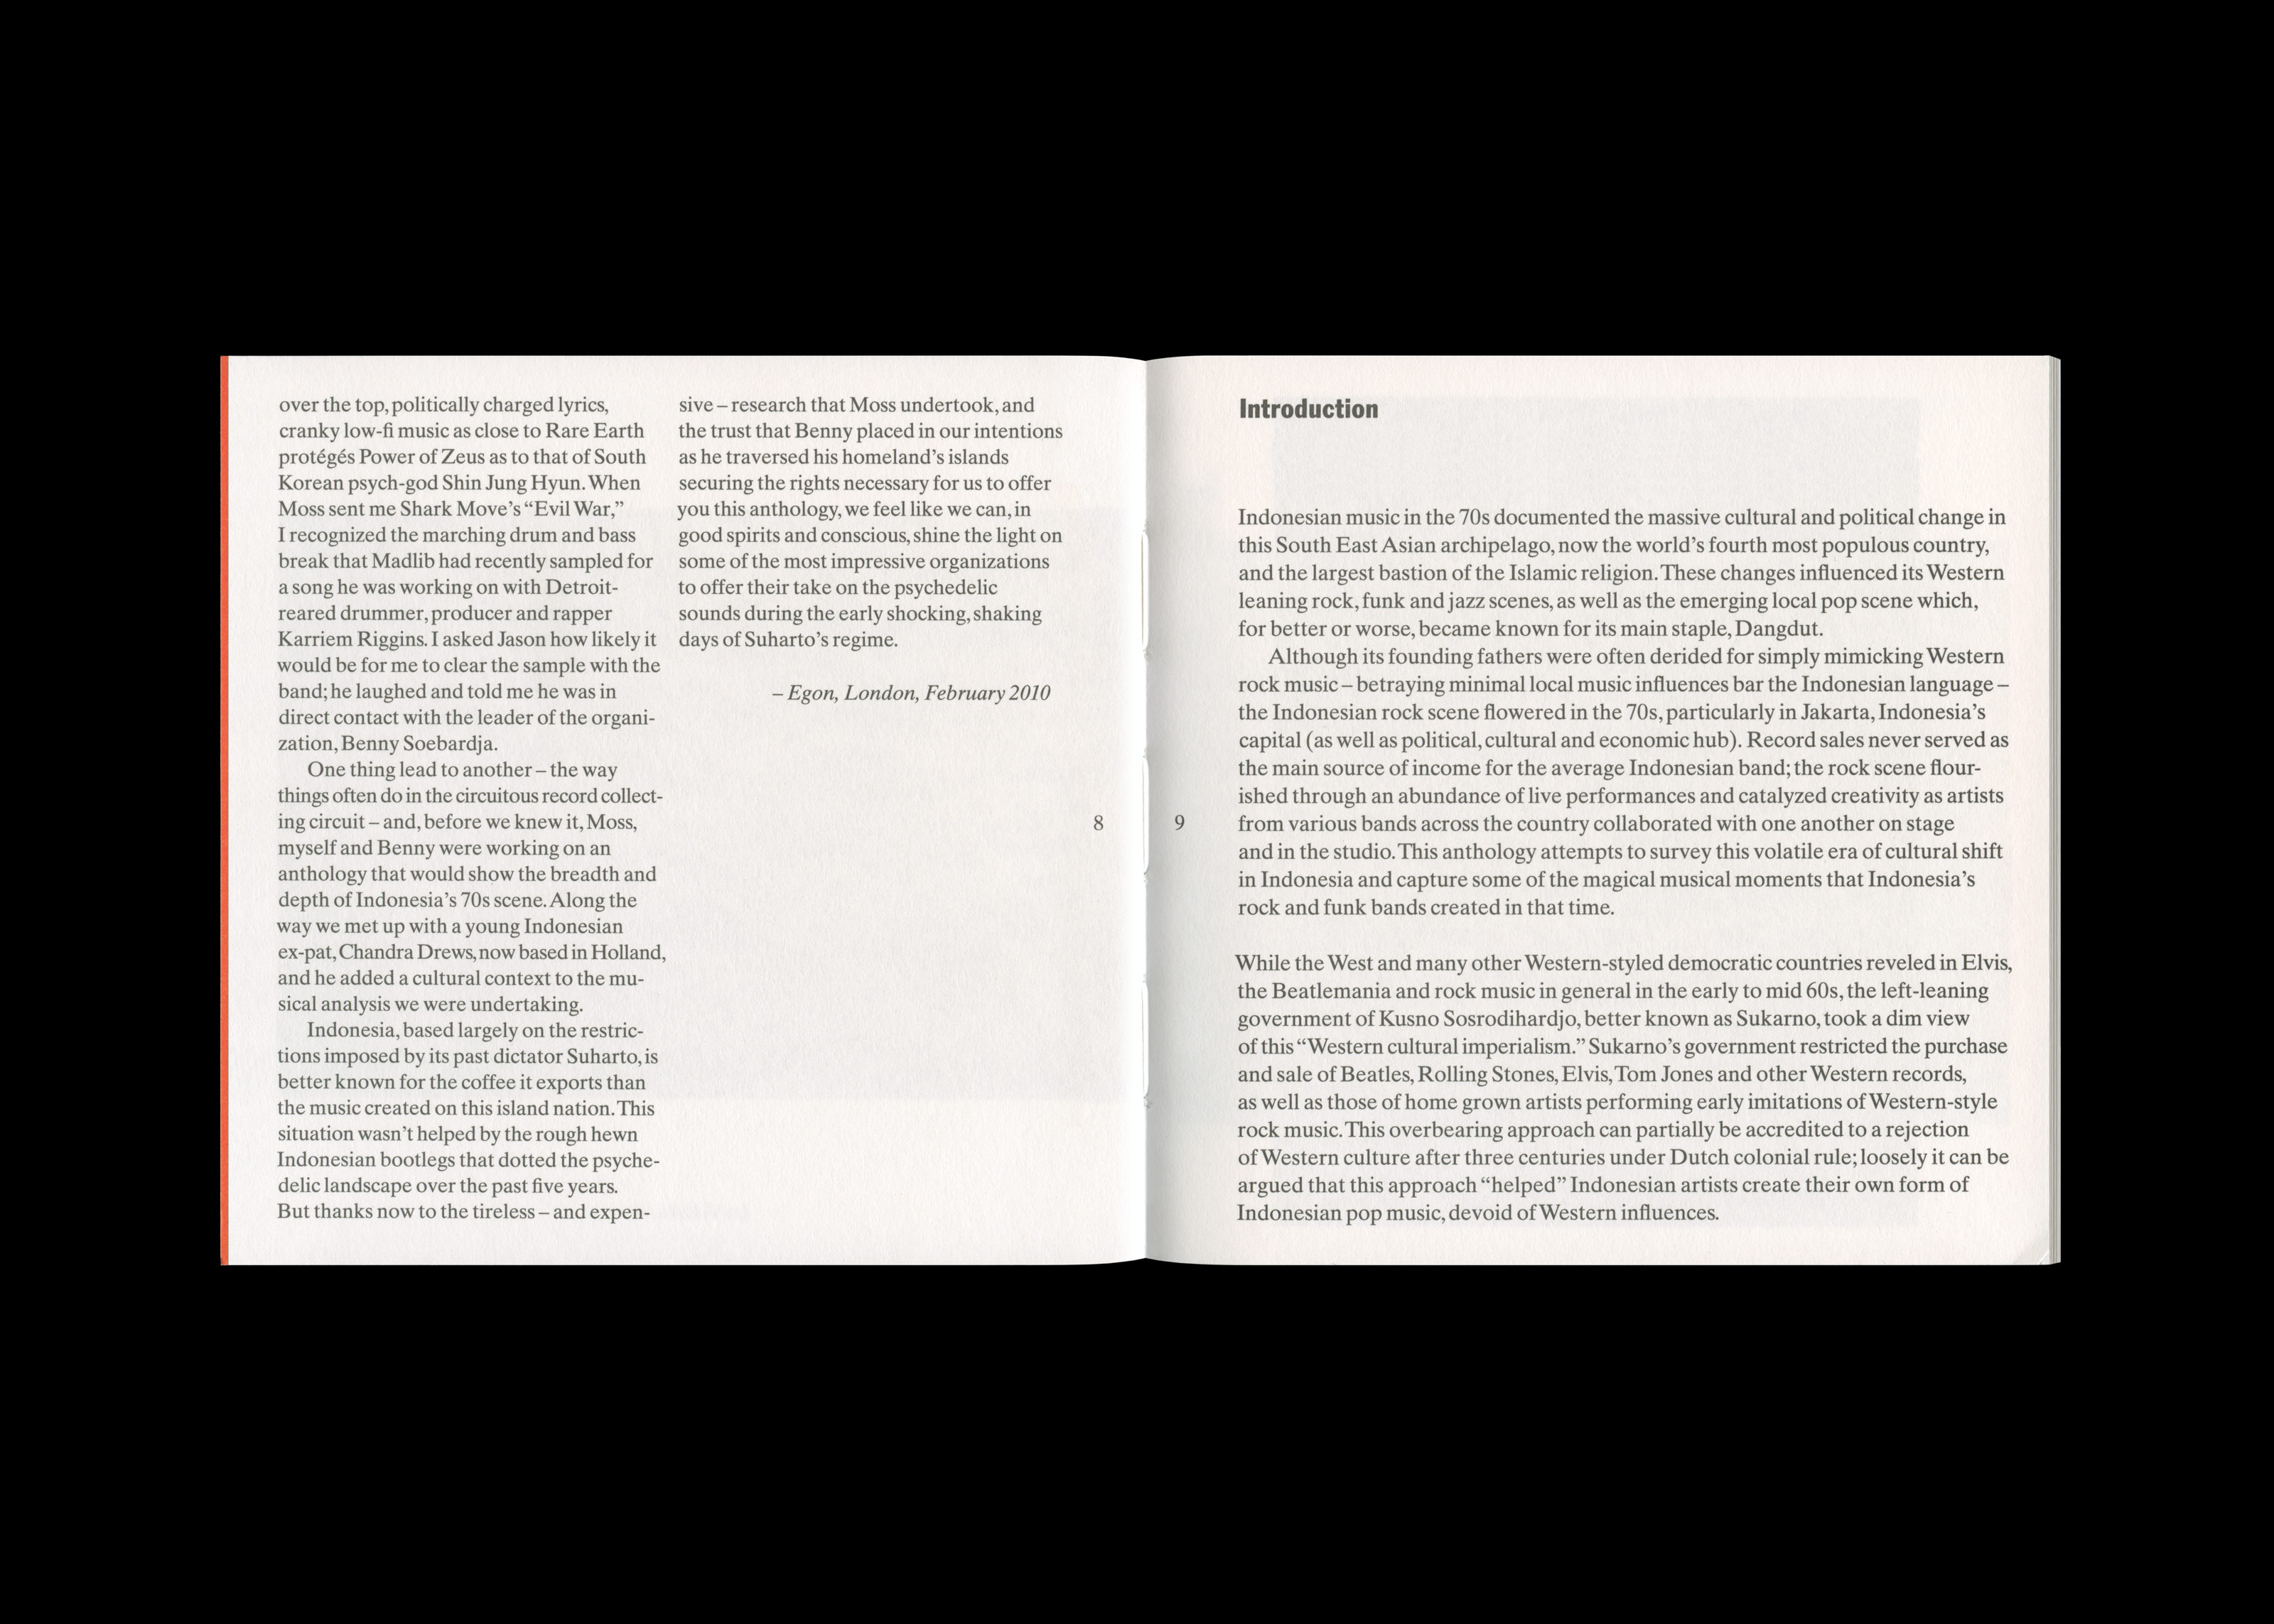 over the top, politically charged lyrics,
cranky low-fi music as close to Rare Earth
protégés Power of Zeus as to that of South
Korean psych-god Shin Jung Hyun. When
Moss sent me Shark Move's “Evil War,”
I recognized the marching drum and bass
break that Madlib had recently sampled for
a song he was working on with Detroit-
reared drummer, producer and rapper
Karriem Riggins. I asked Jason how likely it
would be for me to clear the sample with the
band; he laughed and told me he was in
direct contact with the leader of the organi-
zation, Benny Soebardja.
One thing lead to another – the way
things often do in the circuitous record collect-
ing circuit – and, before we knew it, Moss,
myself and Benny were working on an
anthology that would show the breadth and
depth of Indonesia's 70s scene. Along the
way we met up with a young Indonesian
ex-pat, Chandra Drews, now based in Holland,
and he added a cultural context to the mu-
sical analysis we were undertaking.
Indonesia, based largely on the restric-
tions imposed by its past dictator Suharto, is
better known for the coffee it exports than
the music created on this island nation. This
situation wasn't helped by the rough hewn
Indonesian bootlegs that dotted the psyche-
delic landscape over the past five years.
But thanks now to the tireless – and expen-
sive – research that Moss undertook, and
the trust that Benny placed in our intentions
as he traversed his homeland's islands
securing the rights necessary for us to offer
you this anthology, we feel like we can, in
good spirits and conscious, shine the light on
some of the most impressive organizations
to offer their take on the psychedelic
sounds during the early shocking, shaking
days of Suharto's regime.
– Egon, London, February 2010
8
9
Introduction
Indonesian music in the 70s documented the massive cultural and political change in
this South East Asian archipelago, now the world's fourth most populous country,
and the largest bastion of the Islamic religion. These changes influenced its Western
leaning rock, funk and jazz scenes, as well as the emerging local pop scene which,
for better or worse, became known for its main staple, Dangdut.
Although its founding fathers were often derided for simply mimicking Western
rock music – betraying minimal local music influences bar the Indonesian language –
the Indonesian rock scene flowered in the 70s, particularly in Jakarta, Indonesia's
capital (as well as political, cultural and economic hub). Record sales never served as
the main source of income for the average Indonesian band; the rock scene flour-
ished through an abundance of live performances and catalyzed creativity as artists
from various bands across the country collaborated with one another on stage
and in the studio. This anthology attempts to survey this volatile era of cultural shift
in Indonesia and capture some of the magical musical moments that Indonesia's
rock and funk bands created in that time.
While the West and many other Western-styled democratic countries reveled in Elvis,
the Beatlemania and rock music in general in the early to mid 60s, the left-leaning
government of Kusno Sosrodihardjo, better known as Sukarno, took a dim view
of this “Western cultural imperialism.” Sukarno's government restricted the purchase
and sale of Beatles, Rolling Stones, Elvis, Tom Jones and other Western records,
as well as those of home grown artists performing early imitations of Western-style
rock music. This overbearing approach can partially be accredited to a rejection
of Western culture after three centuries under Dutch colonial rule; loosely it can be
argued that this approach “helped” Indonesian artists create their own form of
Indonesian pop music, devoid of Western influences.